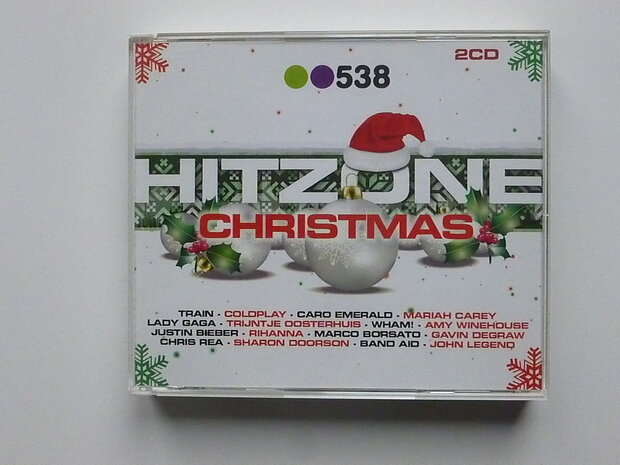 2CD
538
HITZONE
CHRISTMAS
TRAIN - COLDPLAY - CARO EMERALD - MARIAH CAREY
LADY GAGA - TRIJNTJE OOSTERHUIS - WHAM! - AMY WINEHOUSE
JUSTIN BIEBER - RIHANNA - MARCO BORSATO - GAVIN DEGRAW
CHRIS REA - SHARON DOORSON - BAND AID - JOHN LEGEND